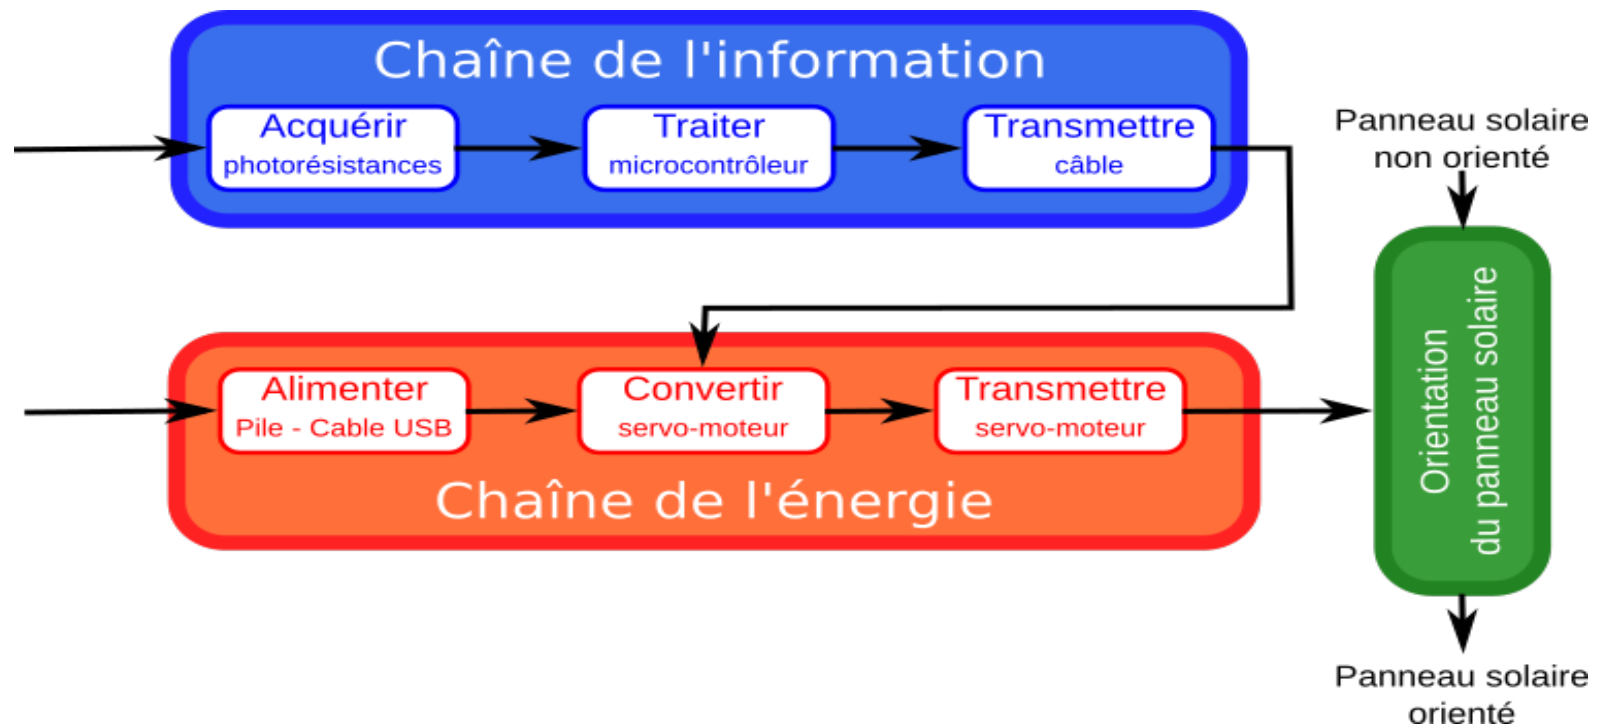 Chaîne de l'information
Acquérir
photorésistances
Traiter
microcontrôleur
Transmettre
câble
Panneau solaire
non orienté
Alimenter
Pile - Cable USB
Convertir
servo-moteur
Transmettre
servo-moteur
Chaîne de l'énergie
Orientation
du panneau solaire
Panneau solaire
orienté